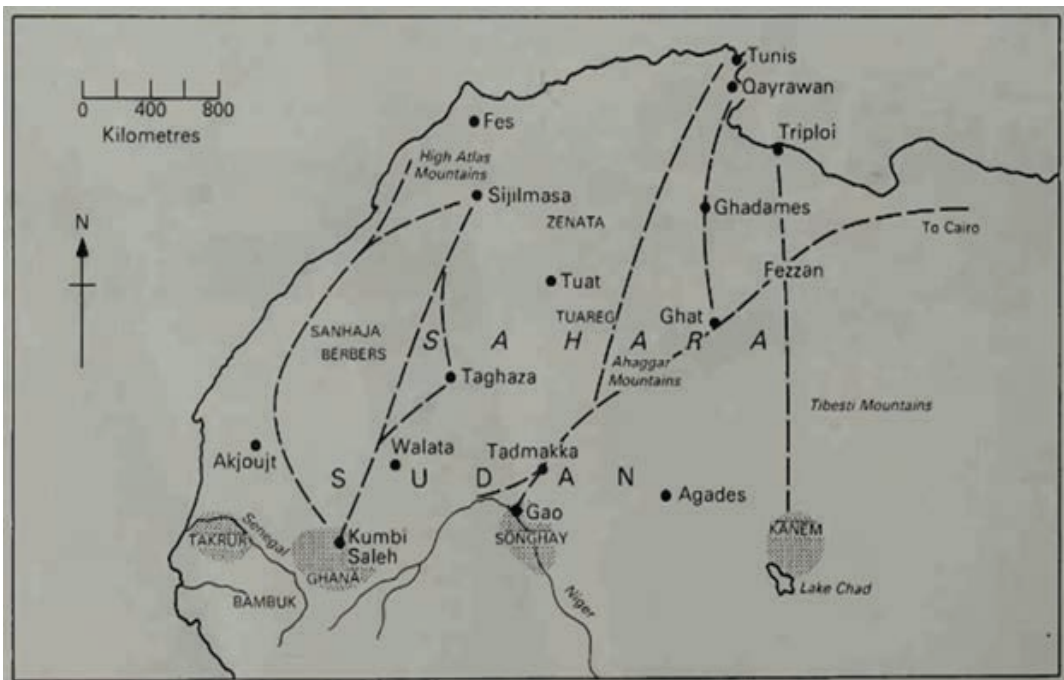 Tunis
Qayrawan
0 400 800
Kilometres
Fes
Triploi
High Atlas
Mountains
Sijilmasa
Ghadames
ZENATA
N
To Cairo
Fezzan
Tuat
TUAREG
Ghat
SANHAJA
BERBERS
SAHARA
Ahaggar
Mountains
Taghaza
Tibesti Mountains
Akjoujt
Walata
Tadmakka
SUDAN
Agades
Gao
Senegal
TAKRUR
Kumbi
Saleh
SONGHAY
KANEM
GHANA
BAMBUK
Niger
Lake Chad